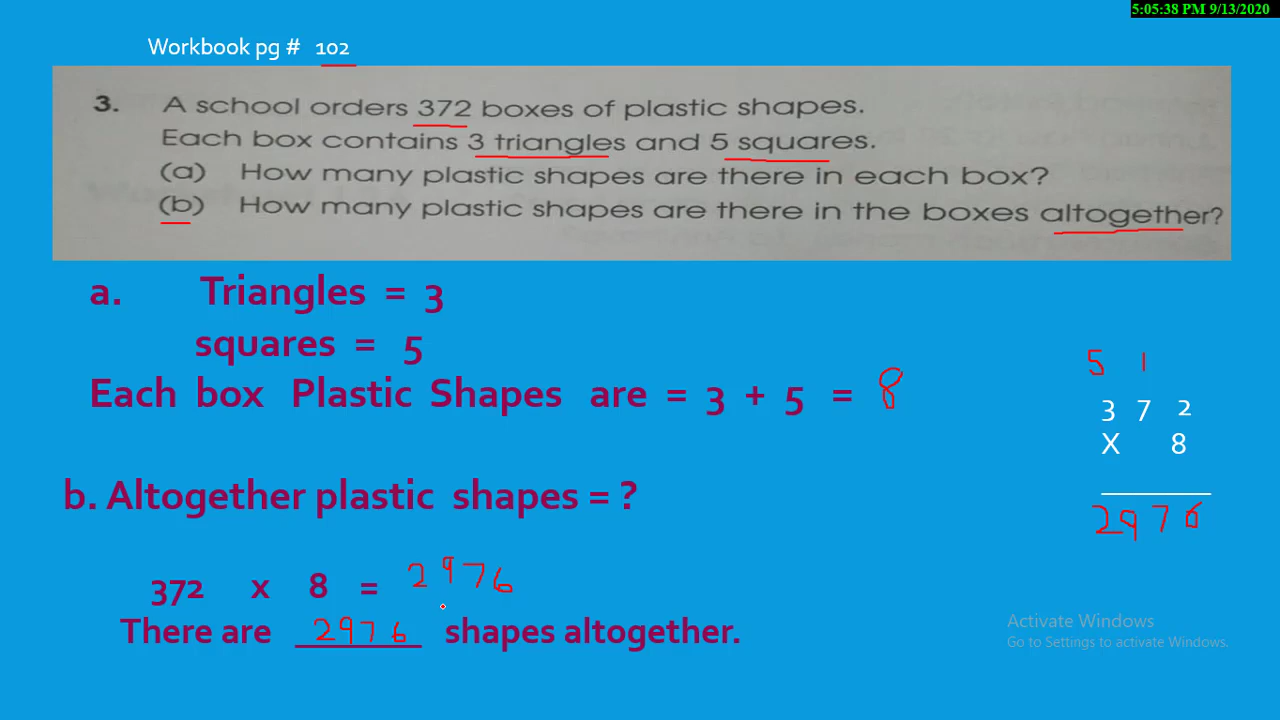 5:05:38 PM 9/13/2020
Workbook pg # 102
3. A school orders 372 boxes of plastic shapes.
Each box contains 3 triangles and 5 squares.
(a) How many plastic shapes are there in each box?
(b) How many plastic shapes are there in the boxes altogether?
a. Triangles = 3
squares = 5
Each box Plastic Shapes are = 3 + 5 = 8
5 1
3 7 2
X 8
2976
b. Altogether plastic shapes = ?
372 x 8 = 2976
There are 2976 shapes altogether.
Activate Windows
Go to Settings to activate Windows.